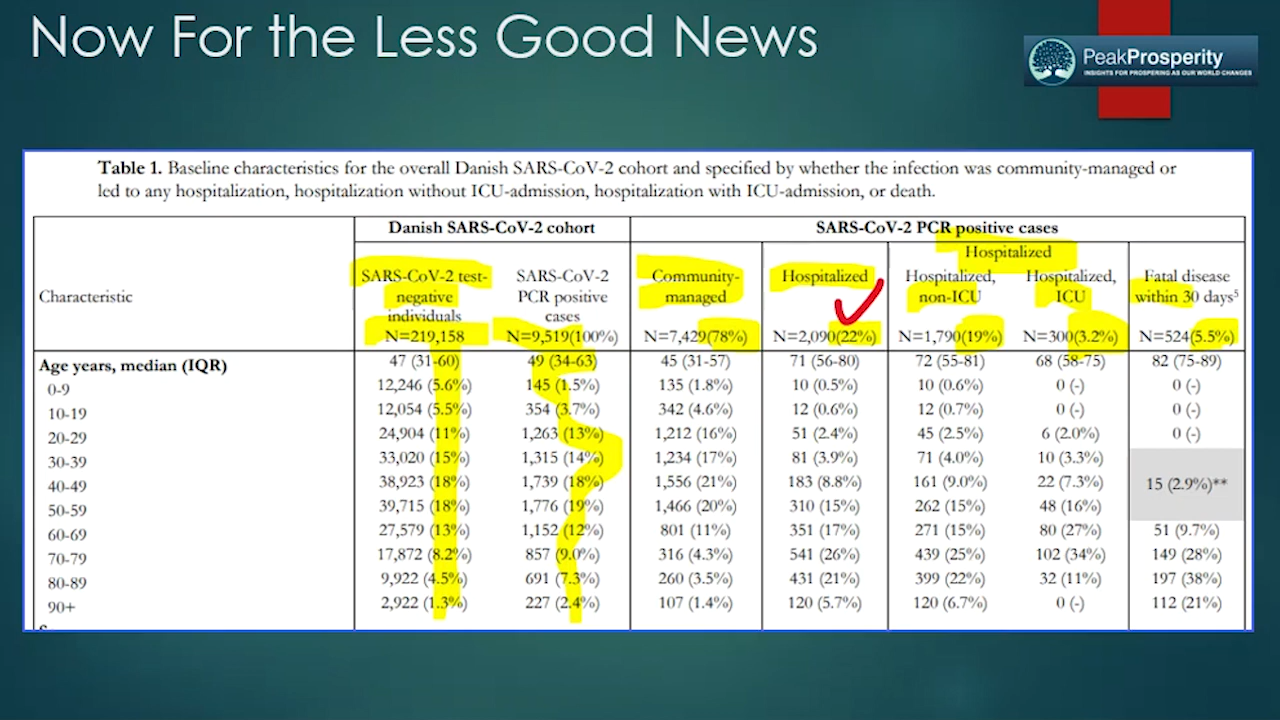 Now For the Less Good News
PeakProsperity
INSIGHTS FOR PROSPERING AS OUR WORLD CHANGES
Table 1. Baseline characteristics for the overall Danish SARS-CoV-2 cohort and specified by whether the infection was community-managed or
led to any hospitalization, hospitalization without ICU-admission, hospitalization with ICU-admission, or death.
Danish SARS-CoV-2 cohort SARS-CoV-2 PCR positive cases
Hospitalized
SARS-CoV-2 test- SARS-CoV-2 Community- Hospitalized Hospitalized, Hospitalized, Fatal disease
Characteristic negative PCR positive managed non-ICU ICU within 30 days5
individuals cases
N=219,158 N=9,519(100%) N=7,429(78%) N=2,090(22%) N=1,790(19%) N=300(3.2%) N=524(5.5%)
Age years, median (IQR) 47 (31-60) 49 (34-63) 45 (31-57) 71 (56-80) 72 (55-81) 68 (58-75) 82 (75-89)
0-9 12,246 (5.6%) 145 (1.5%) 135 (1.8%) 10 (0.5%) 10 (0.6%) 0 (-) 0 (-)
10-19 12,054 (5.5%) 354 (3.7%) 342 (4.6%) 12 (0.6%) 12 (0.7%) 0 (-) 0 (-)
20-29 24,904 (11%) 1,263 (13%) 1,212 (16%) 51 (2.4%) 45 (2.5%) 6 (2.0%) 0 (-)
30-39 33,020 (15%) 1,315 (14%) 1,234 (17%) 81 (3.9%) 71 (4.0%) 10 (3.3%)
40-49 38,923 (18%) 1,739 (18%) 1,556 (21%) 183 (8.8%) 161 (9.0%) 22 (7.3%) 15 (2.9%)**
50-59 39,715 (18%) 1,776 (19%) 1,466 (20%) 310 (15%) 262 (15%) 48 (16%)
60-69 27,579 (13%) 1,152 (12%) 801 (11%) 351 (17%) 271 (15%) 80 (27%) 51 (9.7%)
70-79 17,872 (8.2%) 857 (9.0%) 316 (4.3%) 541 (26%) 439 (25%) 102 (34%) 149 (28%)
80-89 9,922 (4.5%) 691 (7.3%) 260 (3.5%) 431 (21%) 399 (22%) 32 (11%) 197 (38%)
90+ 2,922 (1.3%) 227 (2.4%) 107 (1.4%) 120 (5.7%) 120 (6.7%) 0 (-) 112 (21%)